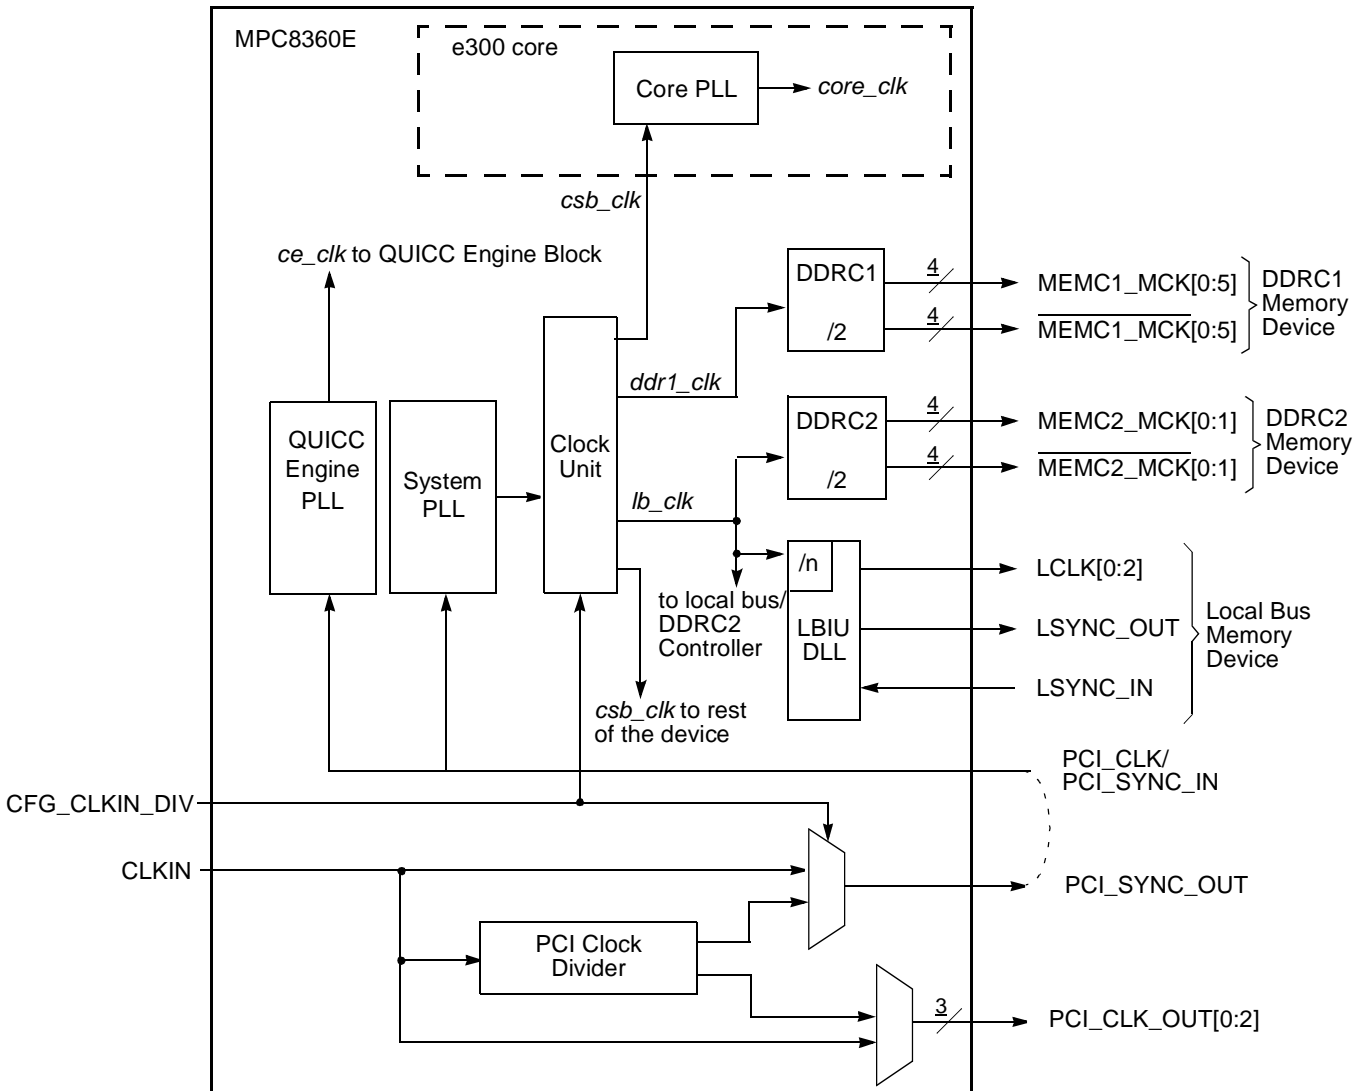 MPC8360E
e300 core
Core PLL
core_clk
csb_clk
ce_clk to QUICC Engine Block
DDRC1
/2
4
4
MEMC1_MCK[0:5]
MEMC1_MCK[0:5]
DDRC1
Memory
Device
ddr1_clk
QUICC
Engine
PLL
System
PLL
Clock
Unit
DDRC2
/2
4
4
MEMC2_MCK[0:1]
MEMC2_MCK[0:1]
DDRC2
Memory
Device
lb_clk
/n
LBIU
DLL
to local bus/
DDRC2
Controller
LCLK[0:2]
LSYNC_OUT
LSYNC_IN
Local Bus
Memory
Device
csb_clk to rest
of the device
PCI_CLK/
PCI_SYNC_IN
CFG_CLKIN_DIV
CLKIN
PCI_SYNC_OUT
PCI Clock
Divider
3
PCI_CLK_OUT[0:2]